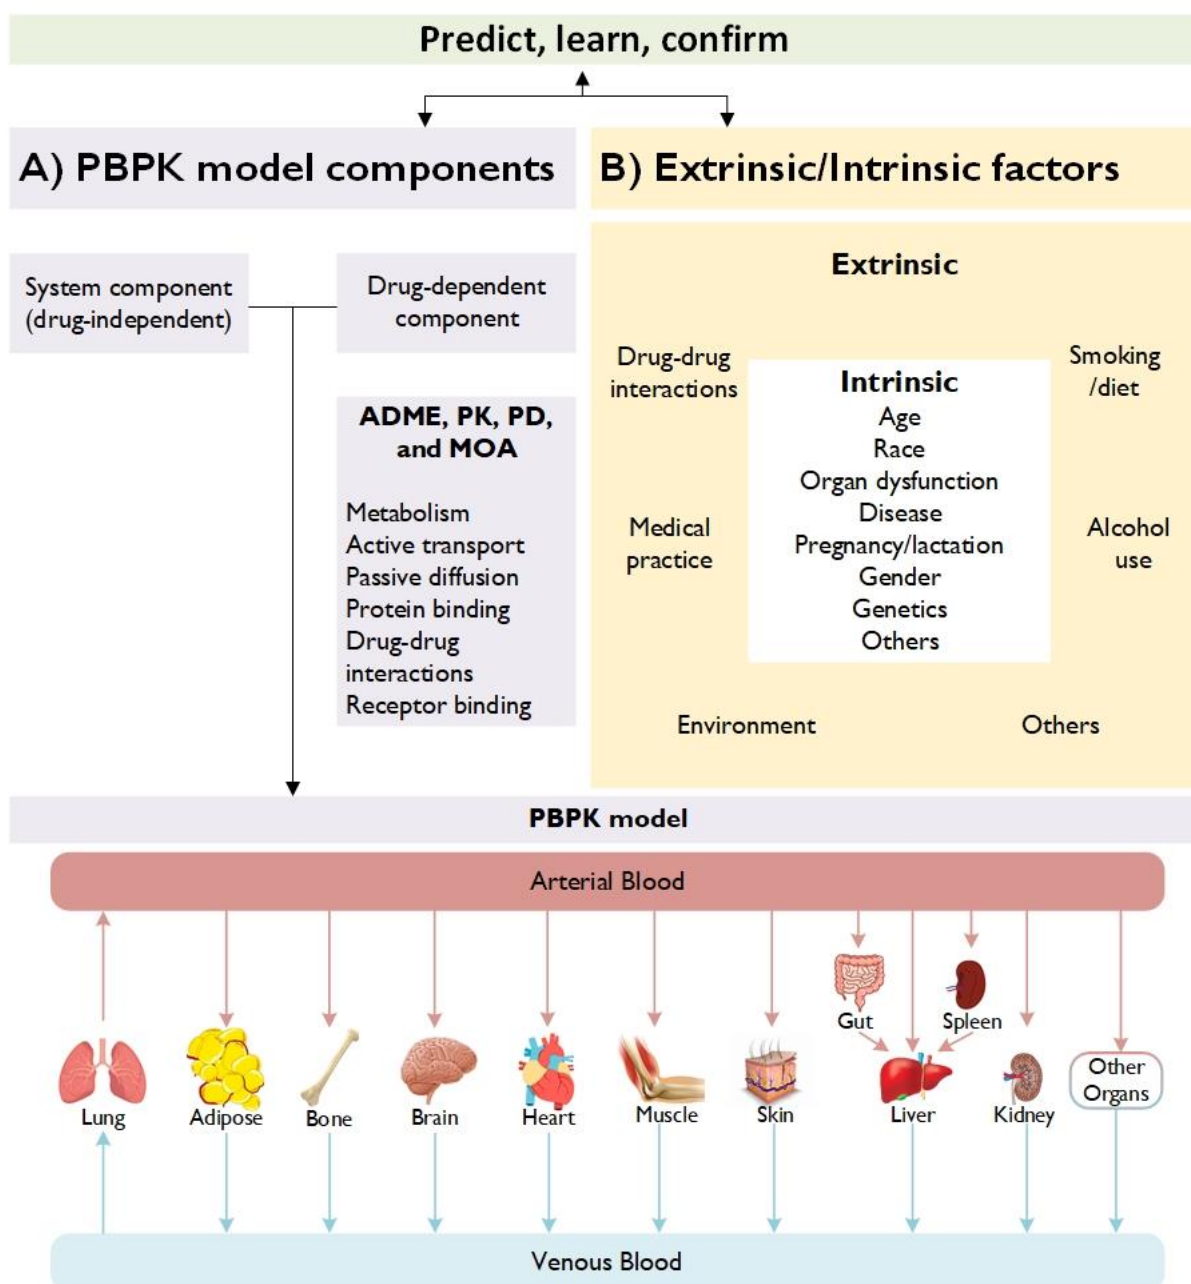 Predict, learn, confirm
A) PBPK model components
B) Extrinsic/Intrinsic factors
System component
(drug-independent)
Drug-dependent
component
ADME, PK, PD,
and MOA
Metabolism
Active transport
Passive diffusion
Protein binding
Drug-drug
interactions
Receptor binding
Extrinsic
Drug-drug
interactions
Smoking
/diet
Intrinsic
Age
Race
Organ dysfunction
Disease
Pregnancy/lactation
Gender
Genetics
Others
Medical
practice
Alcohol
use
Environment
Others
PBPK model
Arterial Blood
Gut
Spleen
Lung
Adipose
Bone
Brain
Heart
Muscle
Skin
Liver
Kidney
Other
Organs
Venous Blood